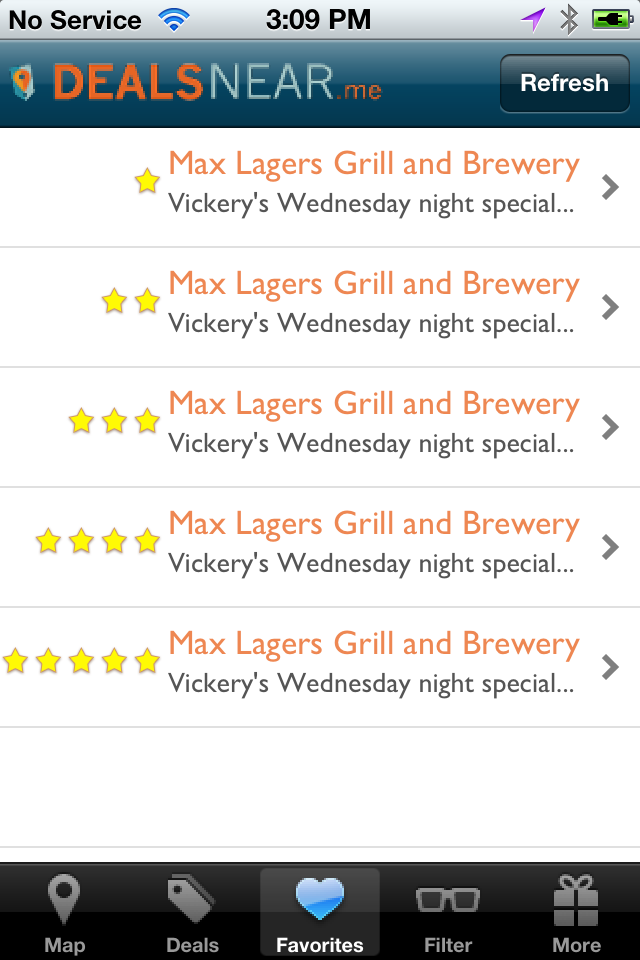 No Service 3:09 PM
DEALSNEAR.me Refresh
Max Lagers Grill and Brewery
Vickery's Wednesday night special...
Max Lagers Grill and Brewery
Vickery's Wednesday night special...
Max Lagers Grill and Brewery
Vickery's Wednesday night special...
Max Lagers Grill and Brewery
Vickery's Wednesday night special...
Max Lagers Grill and Brewery
Vickery's Wednesday night special...
Map Deals Favorites Filter More